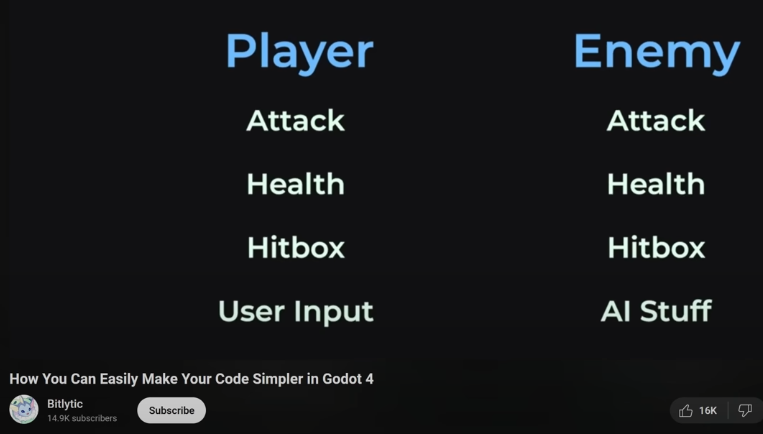 Player Enemy
Attack Attack
Health Health
Hitbox Hitbox
User Input AI Stuff
How You Can Easily Make Your Code Simpler in Godot 4
Bitlytic
14.9K subscribers
Subscribe
16K